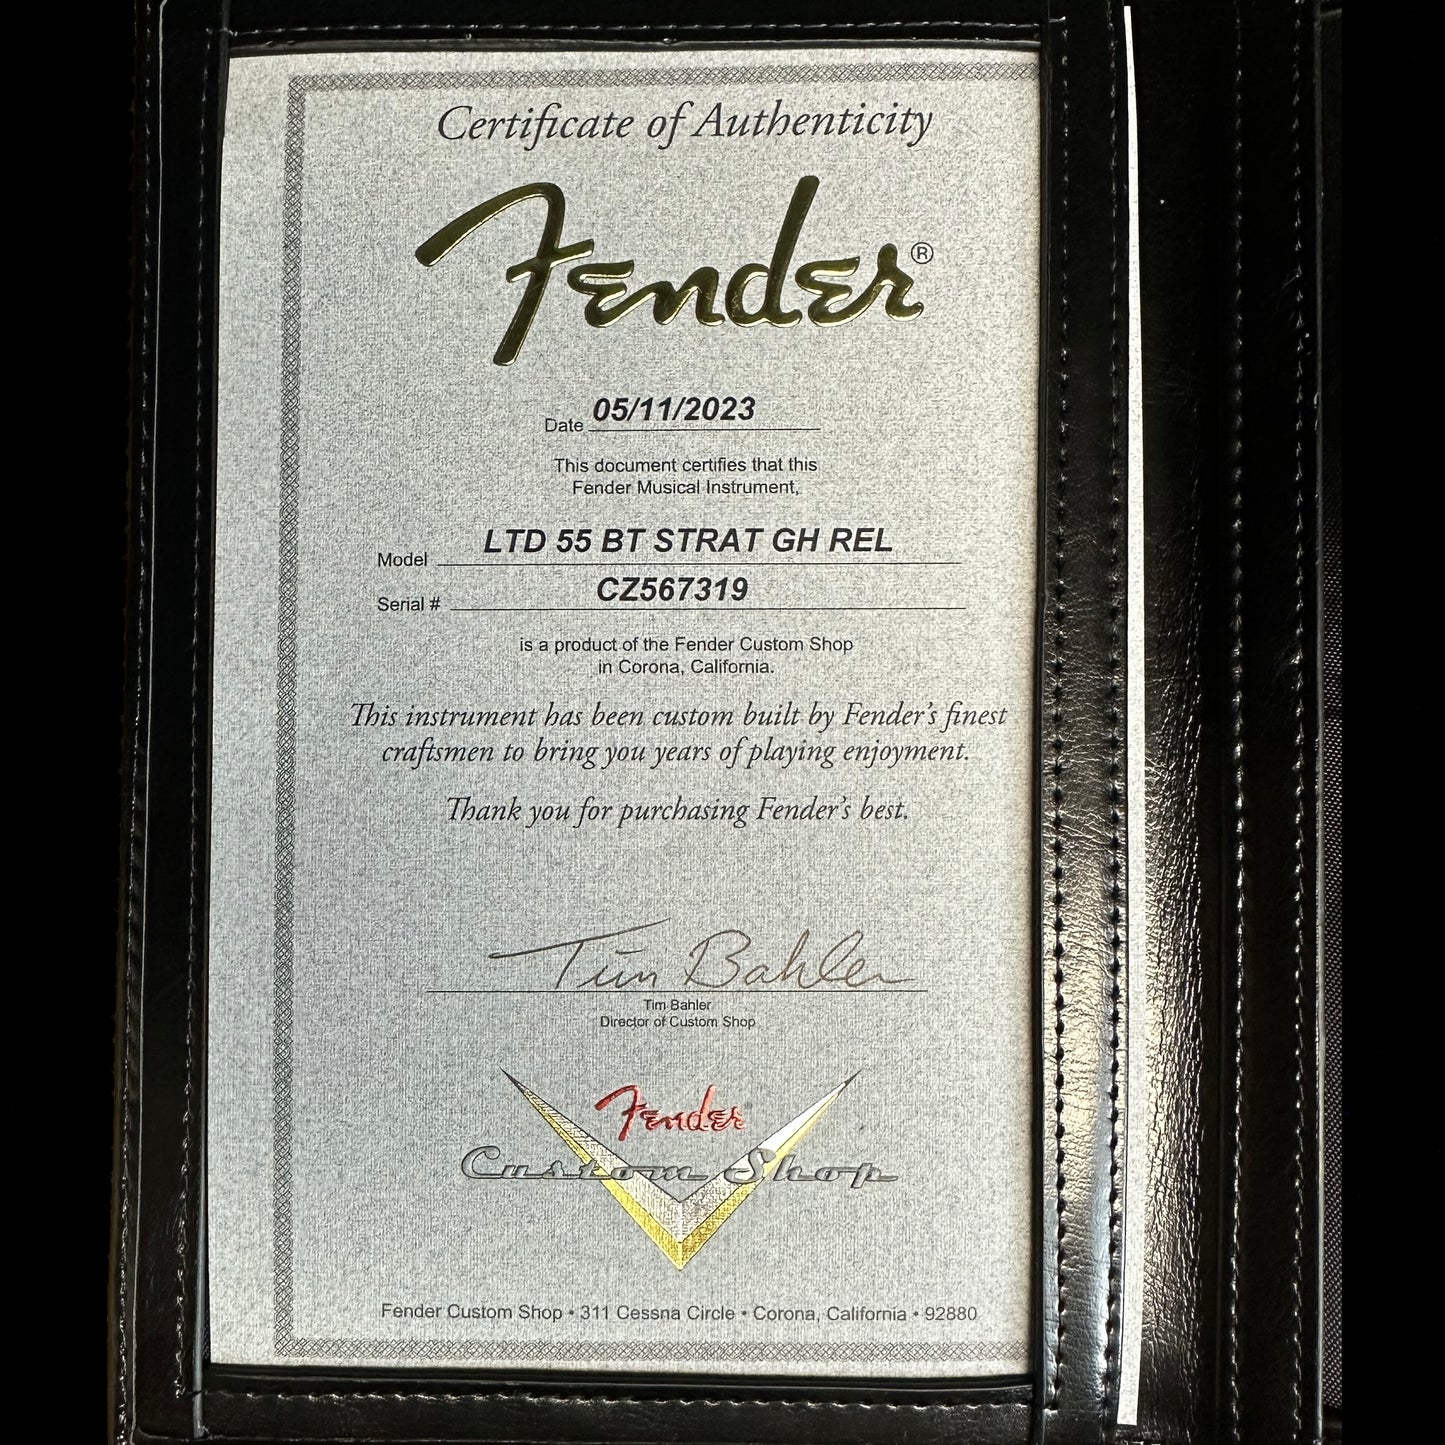 Certificate of Authenticity
Fender®
Date 05/11/2023
This document certifies that this
Fender Musical Instrument,
Model LTD 55 BT STRAT GH REL
Serial # CZ567319
is a product of the Fender Custom Shop
in Corona, California.
This instrument has been custom built by Fender's finest
craftsmen to bring you years of playing enjoyment.
Thank you for purchasing Fender's best.
Tim Bahler
Tim Bahler
Director of Custom Shop
Fender
Custom Shop
Fender Custom Shop • 311 Cessna Circle • Corona, California • 92880